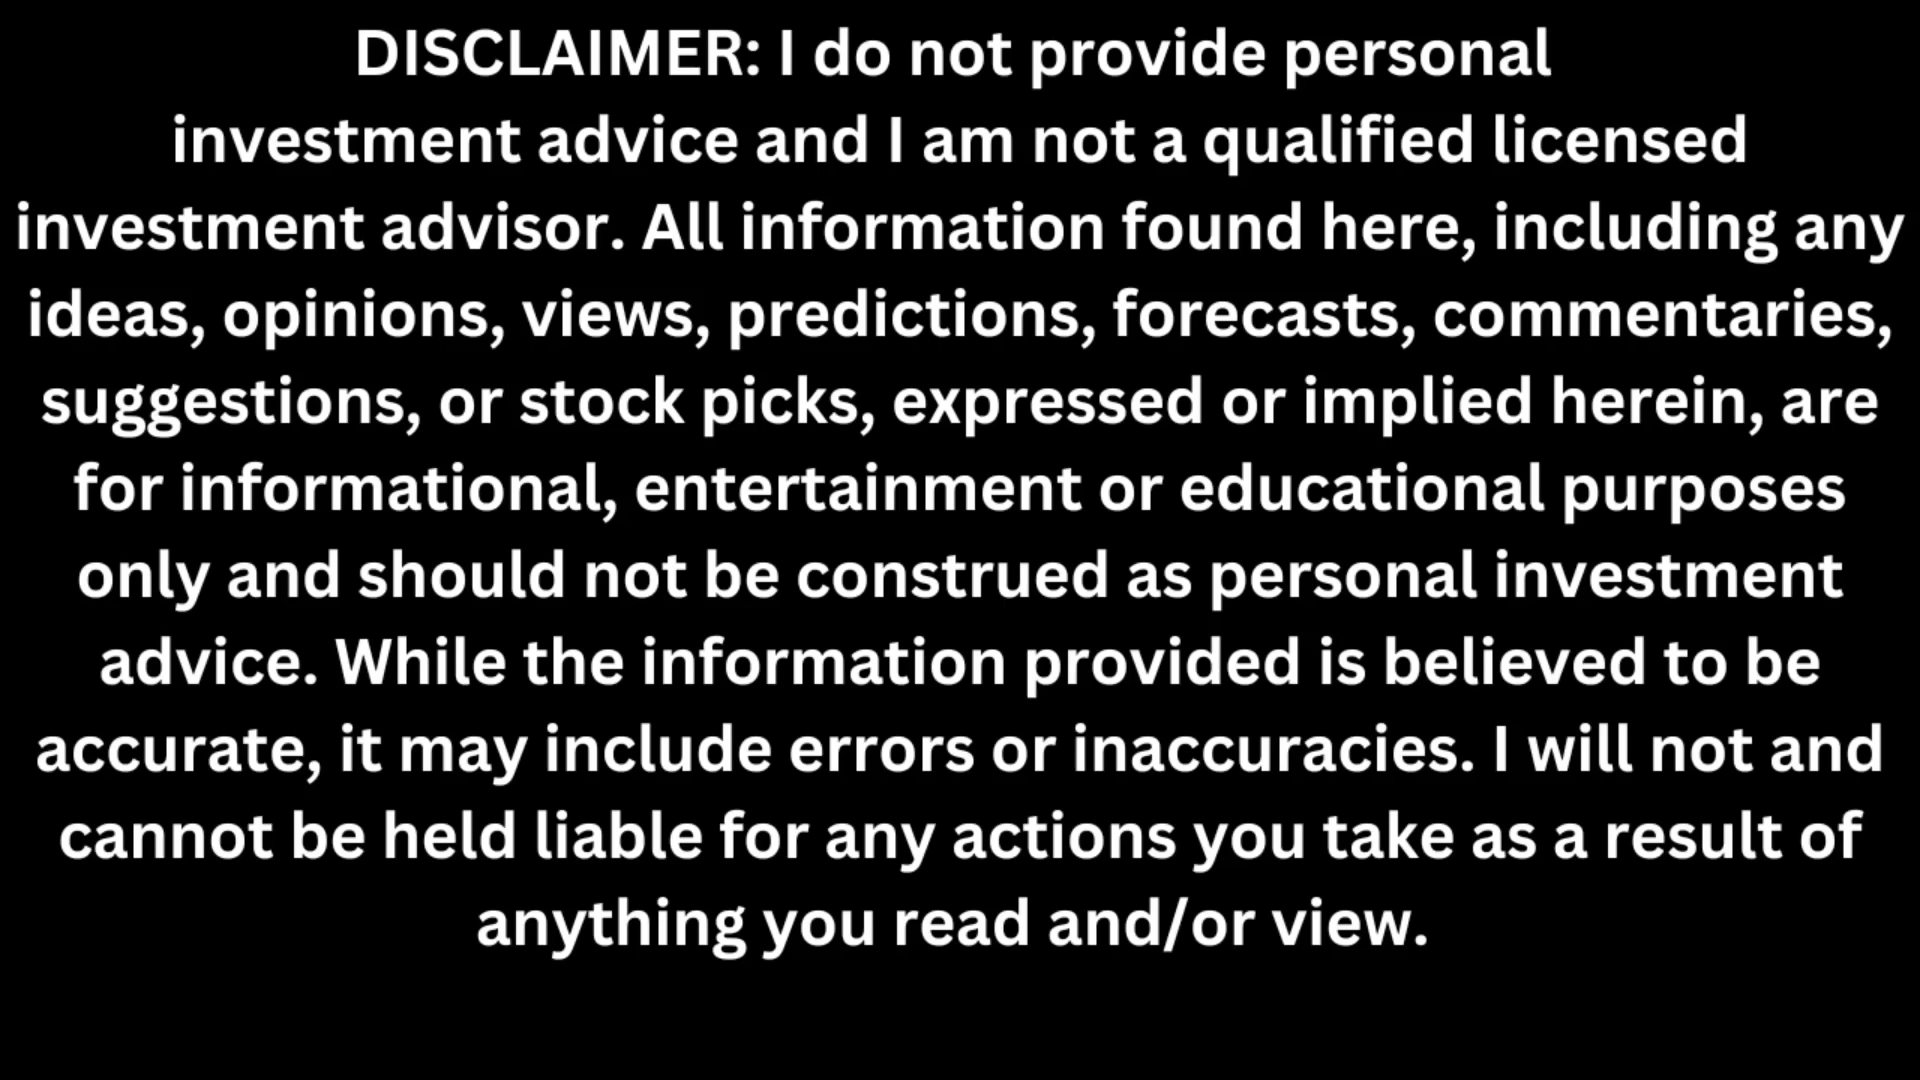 DISCLAIMER: I do not provide personal
investment advice and I am not a qualified licensed
investment advisor. All information found here, including any
ideas, opinions, views, predictions, forecasts, commentaries,
suggestions, or stock picks, expressed or implied herein, are
for informational, entertainment or educational purposes
only and should not be construed as personal investment
advice. While the information provided is believed to be
accurate, it may include errors or inaccuracies. I will not and
cannot be held liable for any actions you take as a result of
anything you read and/or view.